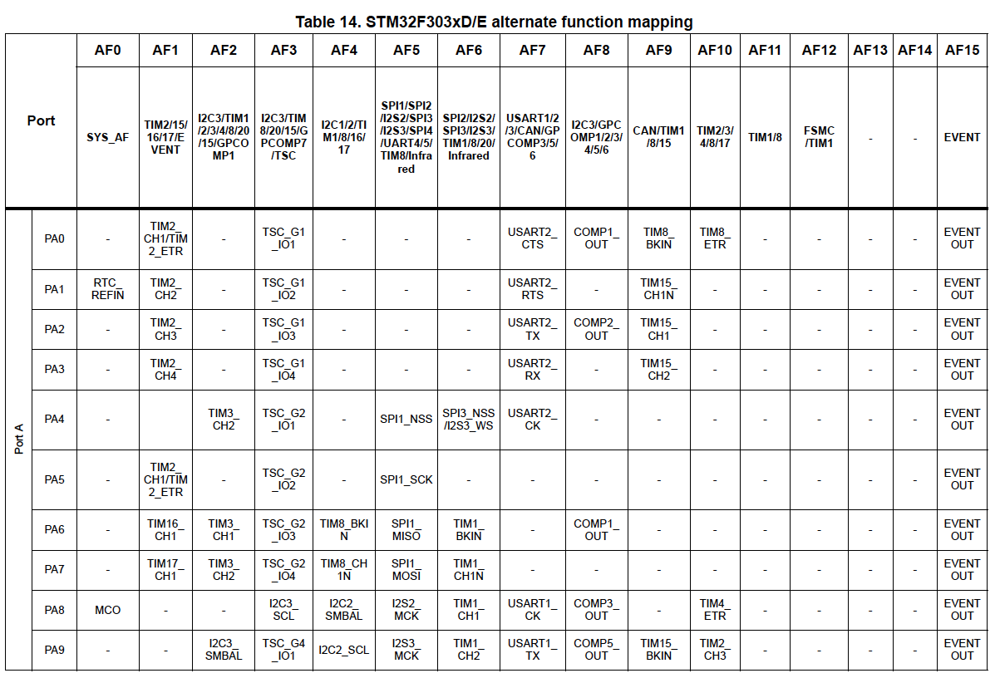 Table 14. STM32F303xD/E alternate function mapping
Port AF0 AF1 AF2 AF3 AF4 AF5 AF6 AF7 AF8 AF9 AF10 AF11 AF12 AF13 AF14 AF15
SYS_AF TIM2/15/16/17/EVENT I2C3/TIM1/2/3/4/8/20/15/GPCOMP1 I2C3/TIM8/20/15/GPCOMP7/TSC I2C1/2/TIM1/8/16/17 SPI1/SPI2/I2S2/SPI3/I2S3/SPI4/UART4/5/TIM8/Infrared SPI2/I2S2/SPI3/I2S3/TIM1/8/20/Infrared USART1/2/3/CAN/GPCOMP3/5/6 I2C3/GPCOMP1/2/3/4/5/6 CAN/TIM1/8/15 TIM2/3/4/8/17 TIM1/8 FSMC/TIM1 - - EVENT
Port A
PA0 - TIM2_CH1/TIM2_ETR - TSC_G1_IO1 - - - USART2_CTS COMP1_OUT TIM8_BKIN TIM8_ETR - - - - EVENT OUT
PA1 RTC_REFIN TIM2_CH2 - TSC_G1_IO2 - - - USART2_RTS - TIM15_CH1N - - - - - EVENT OUT
PA2 - TIM2_CH3 - TSC_G1_IO3 - - - USART2_TX COMP2_OUT TIM15_CH1 - - - - - EVENT OUT
PA3 - TIM2_CH4 - TSC_G1_IO4 - - - USART2_RX - TIM15_CH2 - - - - - EVENT OUT
PA4 - TIM3_CH2 TSC_G2_IO1 - SPI1_NSS SPI3_NSS/I2S3_WS USART2_CK - - - - - - - EVENT OUT
PA5 - TIM2_CH1/TIM2_ETR - TSC_G2_IO2 - SPI1_SCK - - - - - - - - - EVENT OUT
PA6 - TIM16_CH1 TIM3_CH1 TSC_G2_IO3 TIM8_BKIN SPI1_MISO TIM1_BKIN - COMP1_OUT - - - - - - EVENT OUT
PA7 - TIM17_CH1 TIM3_CH2 TSC_G2_IO4 TIM8_CH1N SPI1_MOSI TIM1_CH1N - - - - - - - - EVENT OUT
PA8 MCO - - I2C3_SCL I2C2_SMBAL I2S2_MCK TIM1_CH1 USART1_CK COMP3_OUT - TIM4_ETR - - - - EVENT OUT
PA9 - - I2C3_SMBAL TSC_G4_IO1 I2C2_SCL I2S3_MCK TIM1_CH2 USART1_TX COMP5_OUT TIM15_BKIN TIM2_CH3 - - - - EVENT OUT